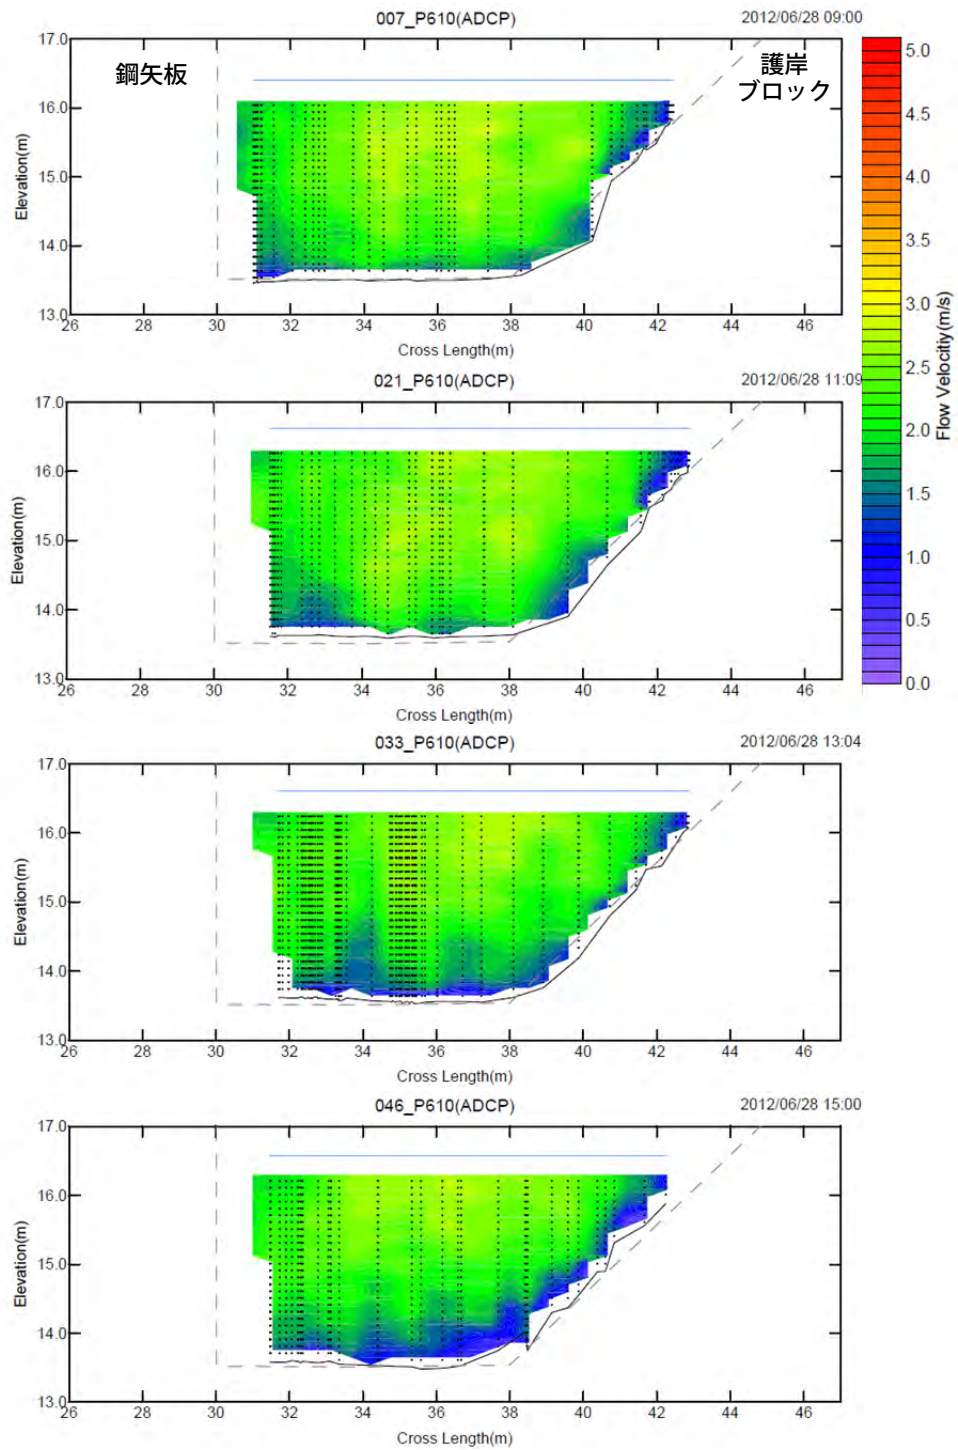 007_P610(ADCP)
2012/06/28 09:00
鋼矢板
護岸
ブロック
17.0
16.0
15.0
14.0
13.0
Elevation(m)
26 28 30 32 34 36 38 40 42 44 46
Cross Length(m)
021_P610(ADCP)
2012/06/28 11:09
17.0
16.0
15.0
14.0
13.0
Elevation(m)
26 28 30 32 34 36 38 40 42 44 46
Cross Length(m)
033_P610(ADCP)
2012/06/28 13:04
17.0
16.0
15.0
14.0
13.0
Elevation(m)
26 28 30 32 34 36 38 40 42 44 46
Cross Length(m)
046_P610(ADCP)
2012/06/28 15:00
17.0
16.0
15.0
14.0
13.0
Elevation(m)
26 28 30 32 34 36 38 40 42 44 46
Cross Length(m)
5.0
4.5
4.0
3.5
3.0
2.5
2.0
1.5
1.0
0.0
Flow Velocitiy(m/s)